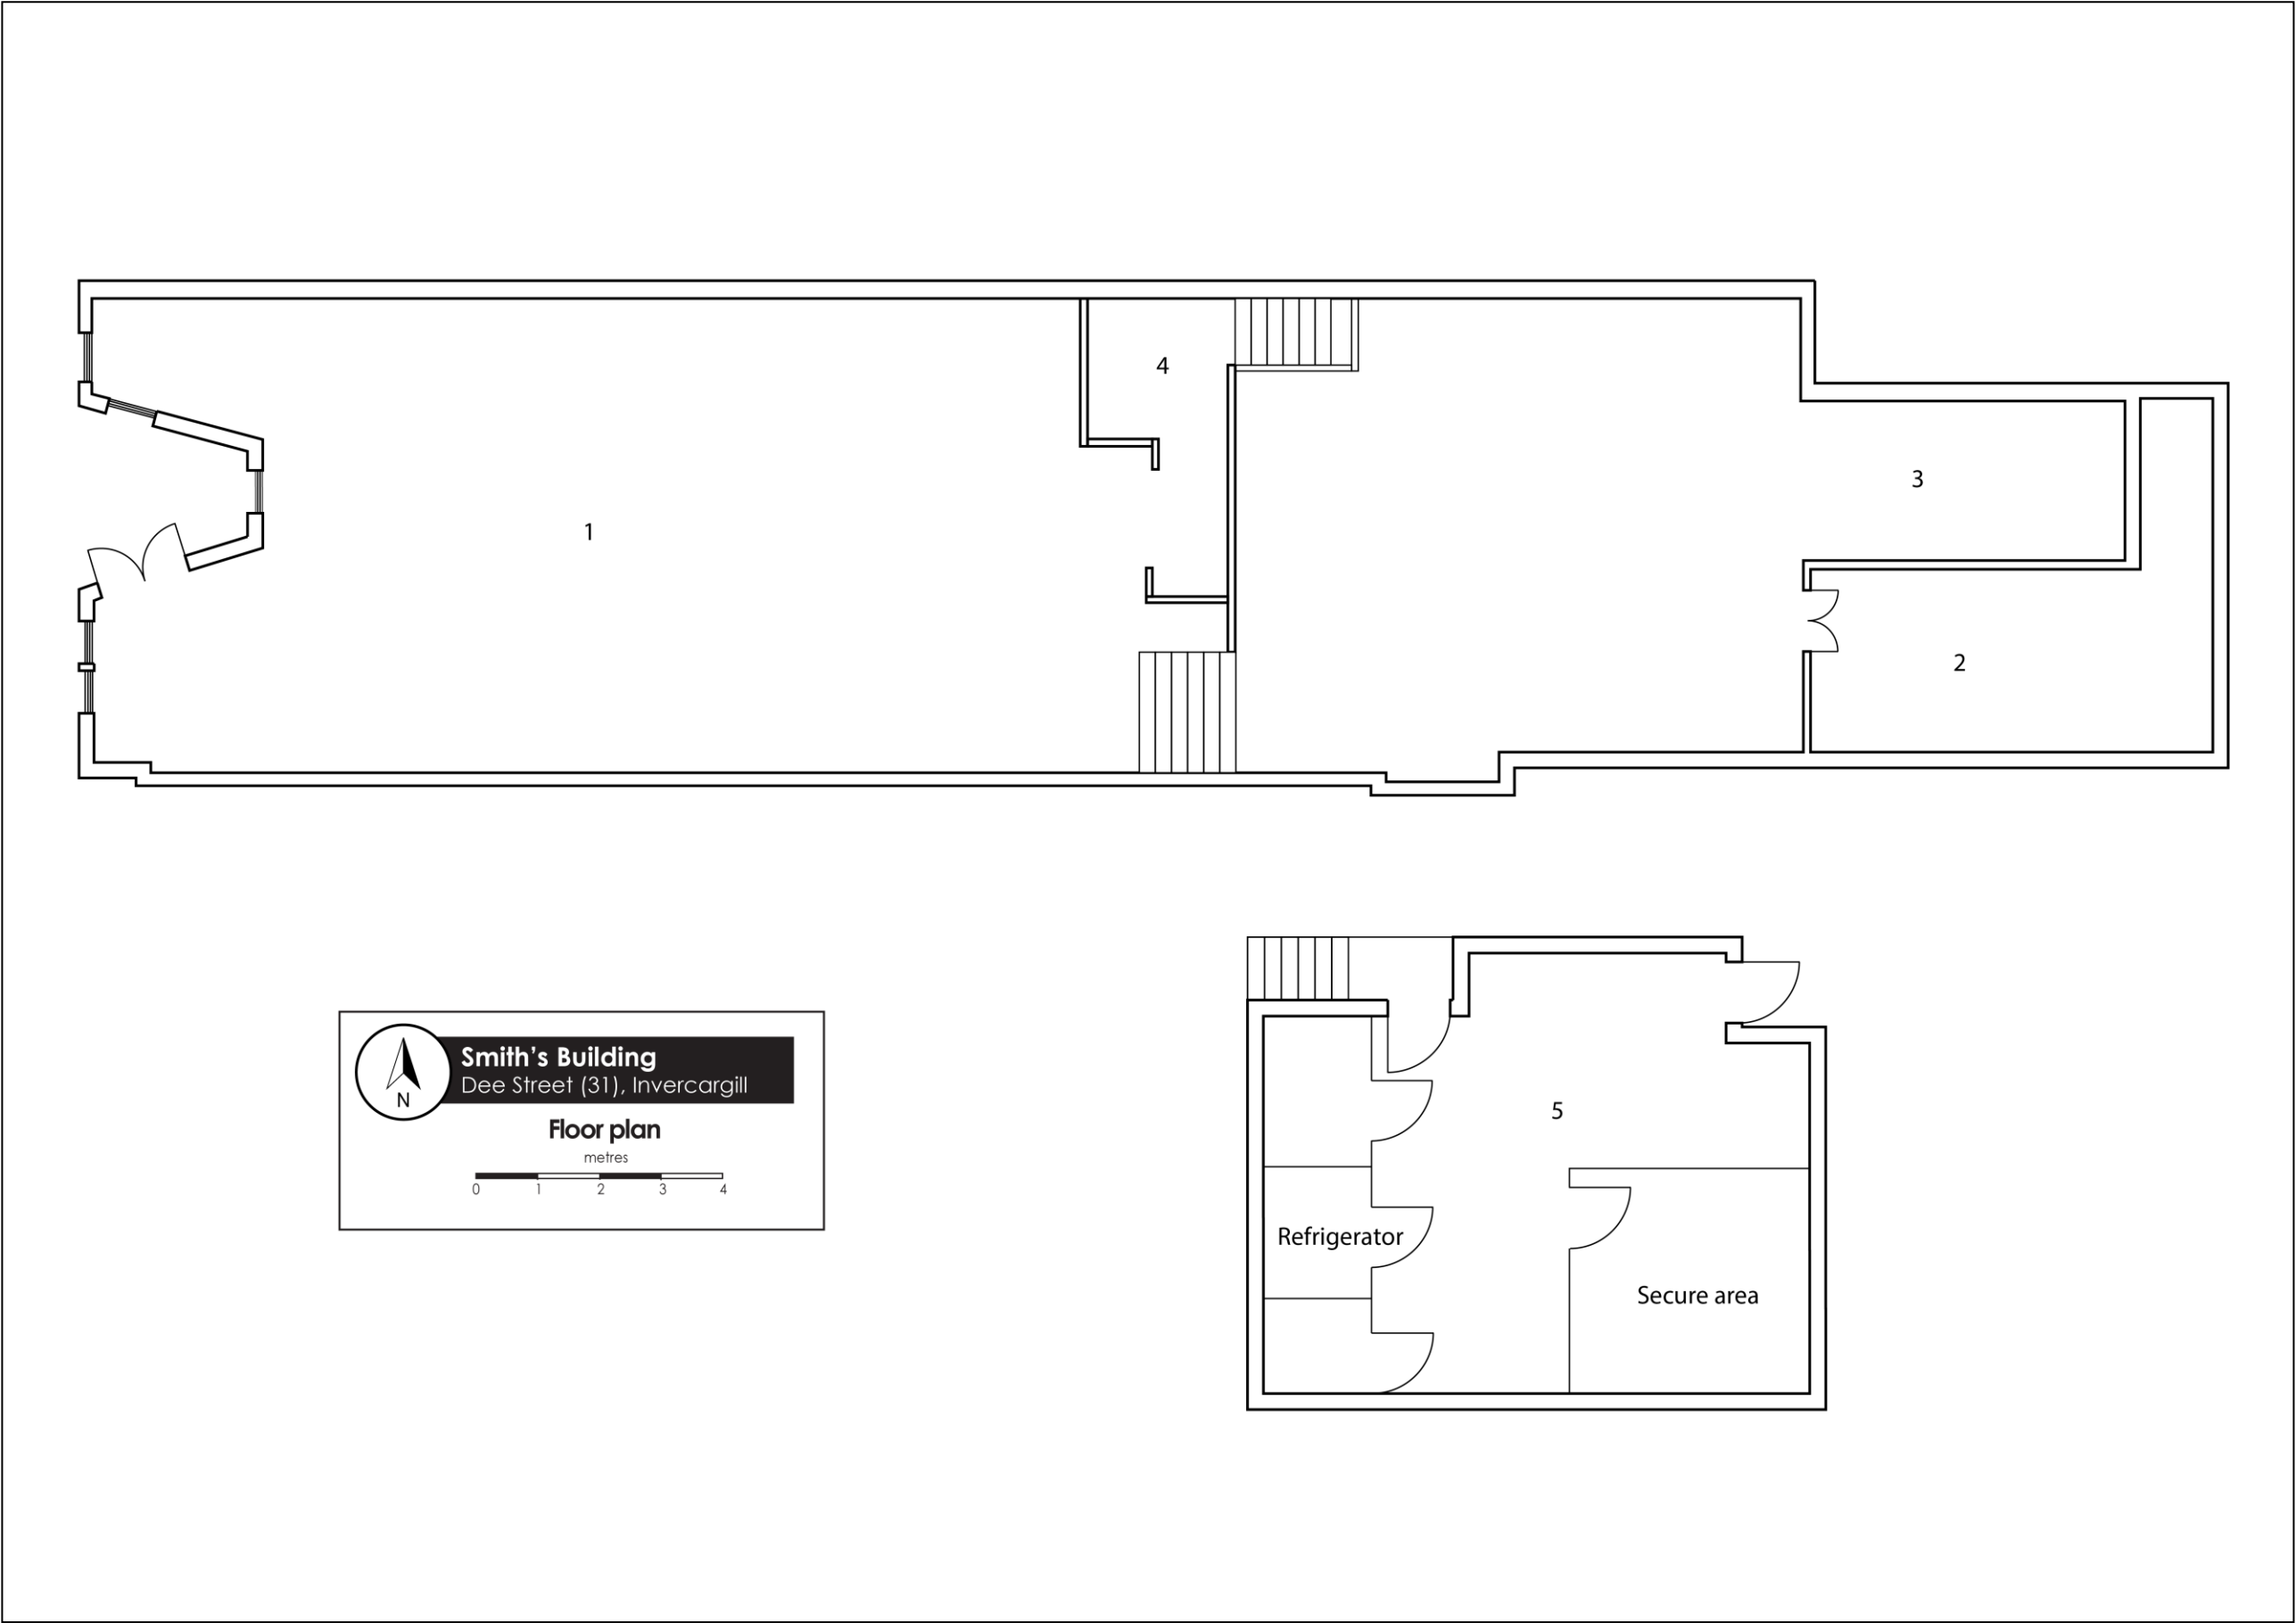 4
3
1
2
Smith's Building
Dee Street (31), Invercargill
N
Floor plan
metres
0 1 2 3 4
5
Refrigerator
Secure area